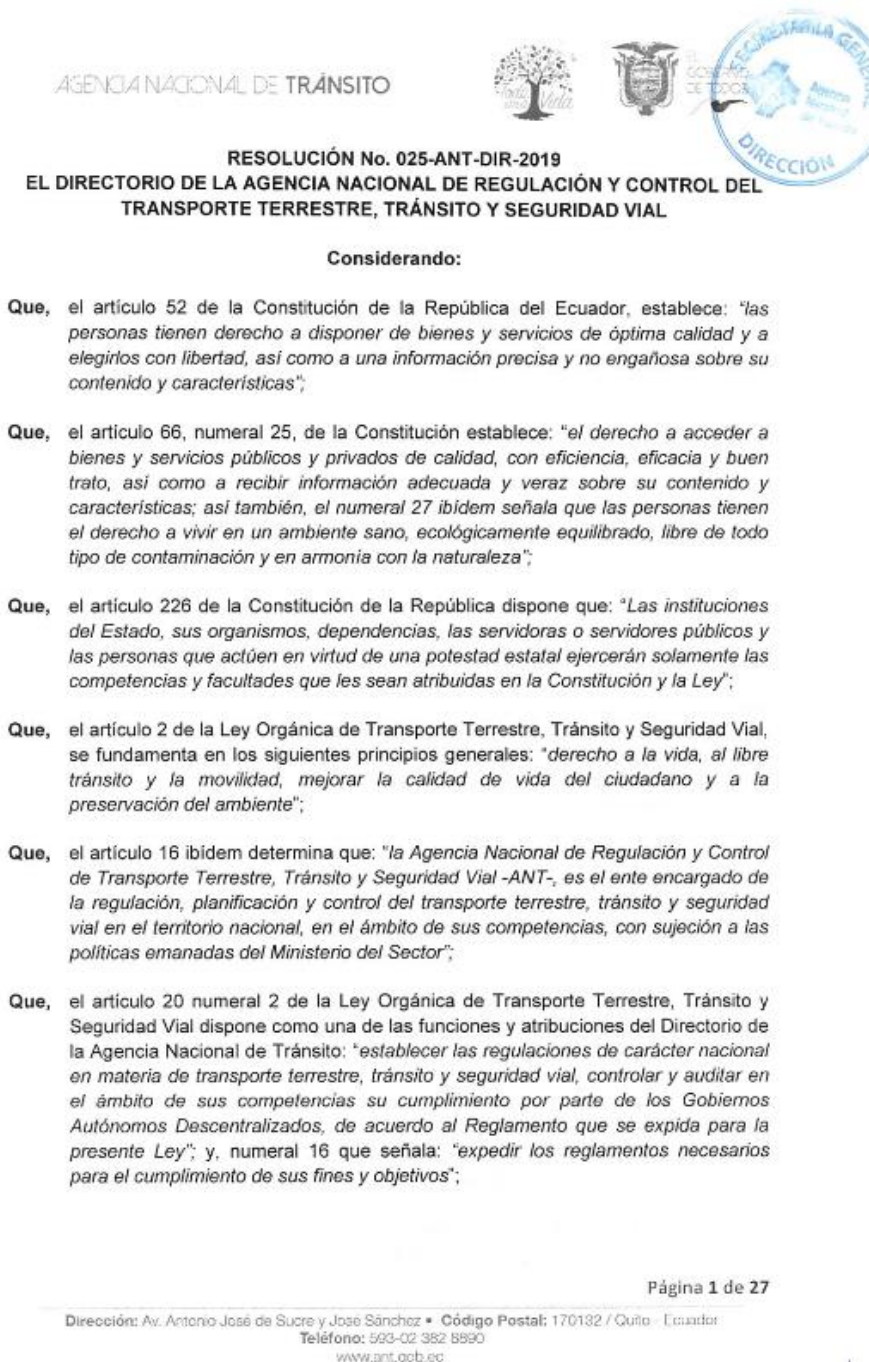 AGENCIA NACIONAL DE TRÁNSITO
Toda una Vida
EL
GOBIERNO
DE TODOS
SECRETARIA GENERAL
Agencia
Nacional
de Tránsito
DIRECCIÓN
RESOLUCIÓN No. 025-ANT-DIR-2019
EL DIRECTORIO DE LA AGENCIA NACIONAL DE REGULACIÓN Y CONTROL DEL
TRANSPORTE TERRESTRE, TRÁNSITO Y SEGURIDAD VIAL
Considerando:
Que, el artículo 52 de la Constitución de la República del Ecuador, establece: "las
personas tienen derecho a disponer de bienes y servicios de óptima calidad y a
elegirlos con libertad, así como a una información precisa y no engañosa sobre su
contenido y características";
Que, el artículo 66, numeral 25, de la Constitución establece: "el derecho a acceder a
bienes y servicios públicos y privados de calidad, con eficiencia, eficacia y buen
trato, así como a recibir información adecuada y veraz sobre su contenido y
características; así también, el numeral 27 ibídem señala que las personas tienen
el derecho a vivir en un ambiente sano, ecológicamente equilibrado, libre de todo
tipo de contaminación y en armonía con la naturaleza";
Que, el artículo 226 de la Constitución de la República dispone que: "Las instituciones
del Estado, sus organismos, dependencias, las servidoras o servidores públicos y
las personas que actúen en virtud de una potestad estatal ejercerán solamente las
competencias y facultades que les sean atribuidas en la Constitución y la Ley";
Que, el artículo 2 de la Ley Orgánica de Transporte Terrestre, Tránsito y Seguridad Vial,
se fundamenta en los siguientes principios generales: "derecho a la vida, al libre
tránsito y la movilidad, mejorar la calidad de vida del ciudadano y a la
preservación del ambiente";
Que, el artículo 16 ibídem determina que: "la Agencia Nacional de Regulación y Control
de Transporte Terrestre, Tránsito y Seguridad Vial -ANT-, es el ente encargado de
la regulación, planificación y control del transporte terrestre, tránsito y seguridad
vial en el territorio nacional, en el ámbito de sus competencias, con sujeción a las
políticas emanadas del Ministerio del Sector";
Que, el artículo 20 numeral 2 de la Ley Orgánica de Transporte Terrestre, Tránsito y
Seguridad Vial dispone como una de las funciones y atribuciones del Directorio de
la Agencia Nacional de Tránsito: "establecer las regulaciones de carácter nacional
en materia de transporte terrestre, tránsito y seguridad vial, controlar y auditar en
el ámbito de sus competencias su cumplimiento por parte de los Gobiernos
Autónomos Descentralizados, de acuerdo al Reglamento que se expida para la
presente Ley"; y, numeral 16 que señala: "expedir los reglamentos necesarios
para el cumplimiento de sus fines y objetivos";
Página 1 de 27
Dirección: Av. Antonio José de Sucre y Jose Sánchez • Código Postal: 170132 / Quito - Ecuador
Teléfono: 593-02 382 8890
www.ant.gob.ec